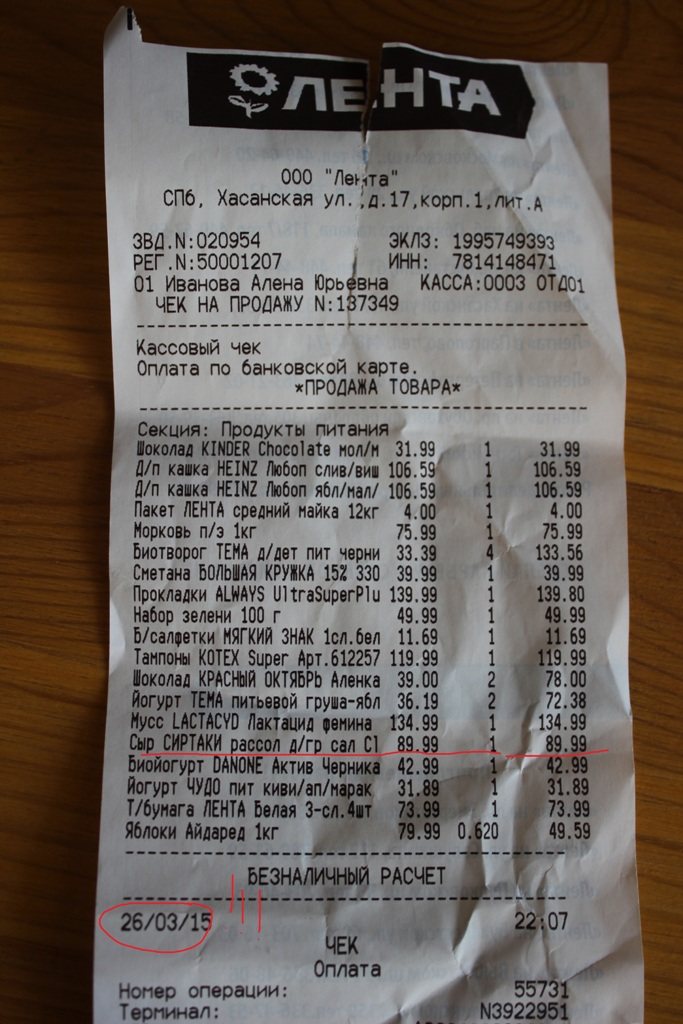 ЛЕНТА
ООО "Лента"
СПб, Хасанская ул.,д.17,корп.1,лит.А
ЗВД.N:020954 ЭКЛЗ: 1995749393
РЕГ.N:50001207 ИНН: 7814148471
01 Иванова Алена Юрьевна КАССА:0003 ОТД01
ЧЕК НА ПРОДАЖУ N:137349
Кассовый чек
Оплата по банковской карте.
*ПРОДАЖА ТОВАРА*
Секция: Продукты питания
Шоколад KINDER Chocolate мол/м 31.99 1 31.99
Д/п кашка HEINZ Любоп слив/виш 106.59 1 106.59
Д/п кашка HEINZ Любоп ябл/мал/ 106.59 1 106.59
Пакет ЛЕНТА средний майка 12кг 4.00 1 4.00
Морковь п/э 1кг 75.99 1 75.99
Биотворог ТЕМА д/дет пит черни 33.39 4 133.56
Сметана БОЛЬШАЯ КРУЖКА 15% 330 39.99 1 39.99
Прокладки ALWAYS UltraSuperPlu 139.99 1 139.80
Набор зелени 100 г 49.99 1 49.99
Б/салфетки МЯГКИЙ ЗНАК 1сл.бел 11.69 1 11.69
Тампоны KOTEX Super Арт.612257 119.99 1 119.99
Шоколад КРАСНЫЙ ОКТЯБРЬ Аленка 39.00 2 78.00
Йогурт ТЕМА питьевой груша-ябл 36.19 2 72.38
Мусс LACTACYD Лактацид фемина 134.99 1 134.99
Сыр СИРТАКИ рассол д/гр сал Cl 89.99 1 89.99
Биойогурт DANONE Актив Черника 42.99 1 42.99
Йогурт ЧУДО пит киви/ап/марак 31.89 1 31.89
Т/бумага ЛЕНТА Белая 3-сл.4шт 73.99 1 73.99
Яблоки Айдаред 1кг 79.99 0.620 49.59
БЕЗНАЛИЧНЫЙ РАСЧЕТ
26/03/15 22:07
ЧЕК
Оплата
Номер операции: 55731
Терминал: N3922951